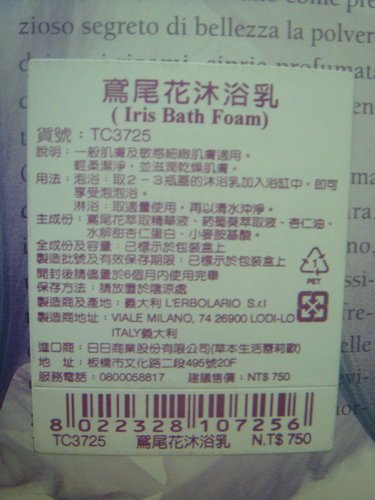 come pre
zioso segreto di bellezza la polvere
profumata
鳶尾花沐浴乳
( Iris Bath Foam)
貨號：TC3725
說明：一般肌膚及敏感細緻肌膚適用。
輕柔潔淨，並滋潤乾燥肌膚。
用法：泡浴：取2－3瓶蓋的沐浴乳加入浴缸中，即可
享受泡泡浴。
淋浴：取適量使用，再以清水沖淨。
主成份：鳶尾花萃取精華液、葯蜀葵萃取液、杏仁油、
水解甜杏仁蛋白、小麥胺基酸。
全成份及容量：已標示於包裝盒上
製造批號及有效保存期限：已標示於包裝盒上
開封後請儘量於6個月內使用完畢
保存方法：請放置於陰涼處
1
PET
製造商及產地：義大利 L'ERBOLARIO S.r.l
製造商地址：VIALE MILANO, 74 26900 LODI-LO
ITALY義大利
進口商：日日商業股份有限公司(草本生活蕾莉歐)
地 址：板橋市文化路二段495號20F
服務電話：0800058817 建議售價：NT$ 750
8 022328 107256
TC3725 鳶尾花沐浴乳 N.T$ 750